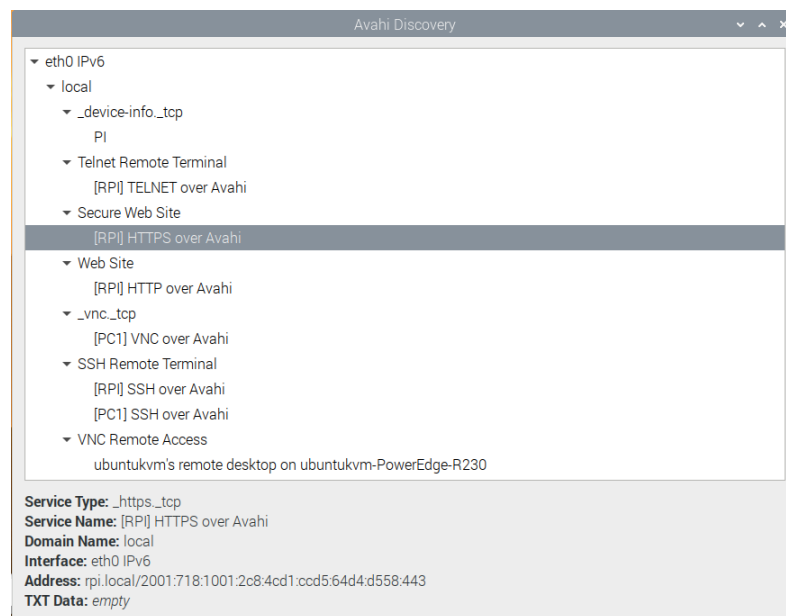 Avahi Discovery
eth0 IPv6
local
_device-info._tcp
PI
Telnet Remote Terminal
[RPI] TELNET over Avahi
Secure Web Site
[RPI] HTTPS over Avahi
Web Site
[RPI] HTTP over Avahi
_vnc._tcp
[PC1] VNC over Avahi
SSH Remote Terminal
[RPI] SSH over Avahi
[PC1] SSH over Avahi
VNC Remote Access
ubuntukvm's remote desktop on ubuntukvm-PowerEdge-R230
Service Type: _https._tcp
Service Name: [RPI] HTTPS over Avahi
Domain Name: local
Interface: eth0 IPv6
Address: rpi.local/2001:718:1001:2c8:4cd1:ccd5:64d4:d558:443
TXT Data: empty